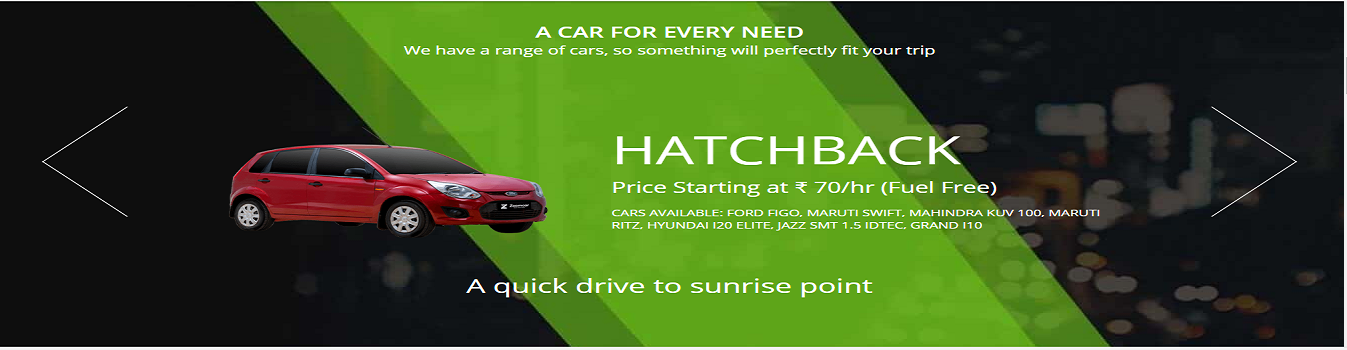 A CAR FOR EVERY NEED
We have a range of cars, so something will perfectly fit your trip
HATCHBACK
Price Starting at ₹ 70/hr (Fuel Free)
CARS AVAILABLE: FORD FIGO, MARUTI SWIFT, MAHINDRA KUV 100, MARUTI
RITZ, HYUNDAI I20 ELITE, JAZZ SMT 1.5 IDTEC, GRAND I10
A quick drive to sunrise point